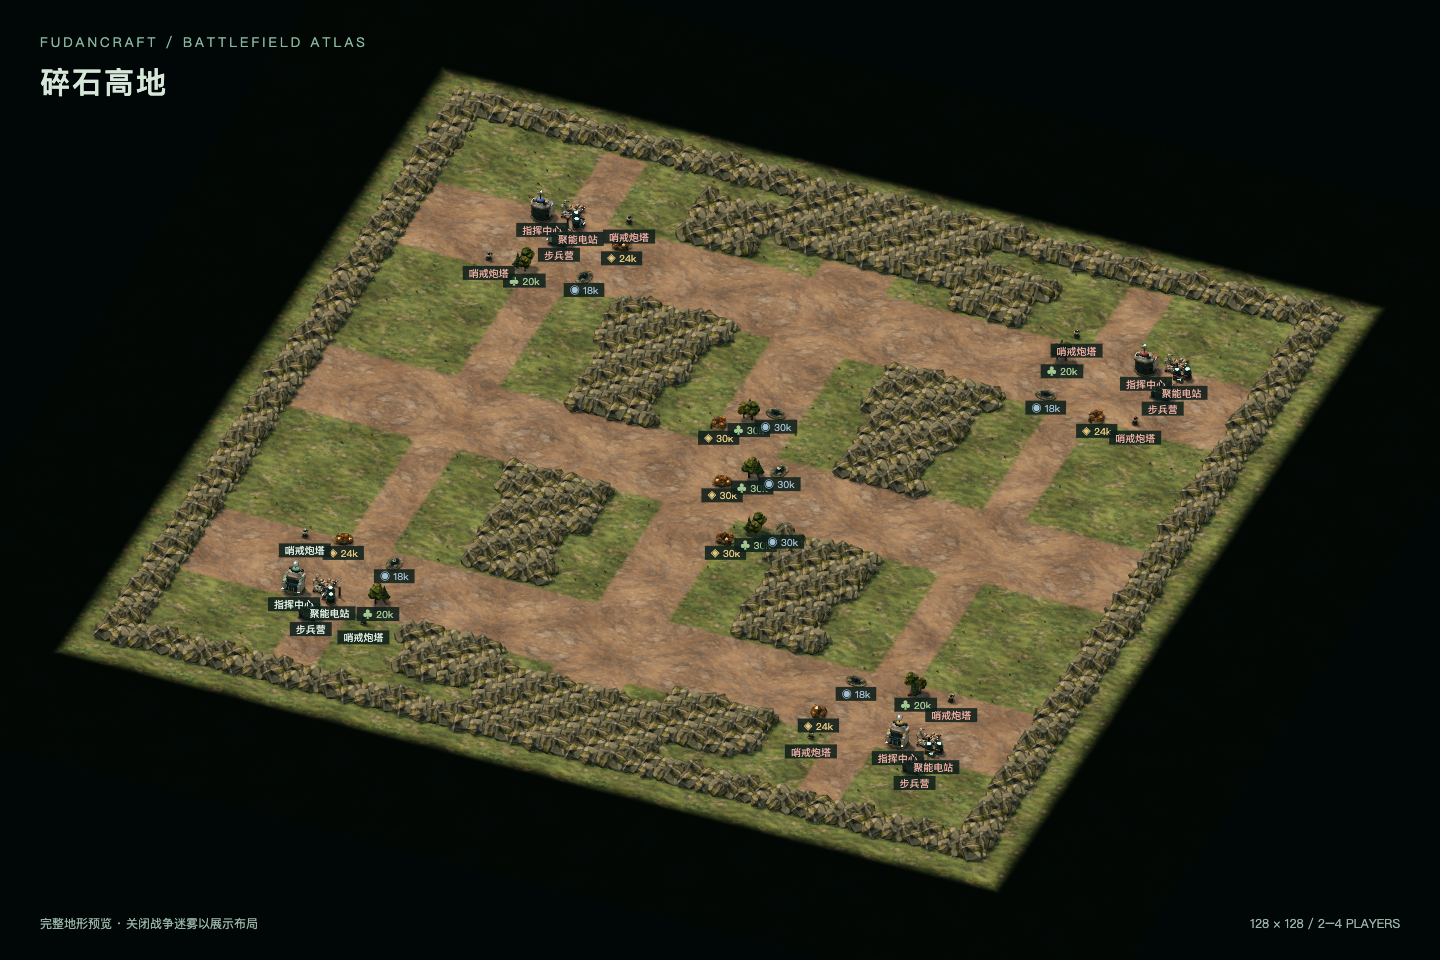 FUDANCRAFT / BATTLEFIELD ATLAS
碎石高地
指挥中心
聚能电站
哨戒炮塔
步兵营
24k
哨戒炮塔
20k
18k
哨戒炮塔
20k
指挥中心
聚能电站
18k
步兵营
24k
哨戒炮塔
30k
30
30k
30k
30
30k
30k
30
30k
哨戒炮塔
24k
18k
指挥中心
聚能电站
20k
步兵营
哨戒炮塔
18k
20k
哨戒炮塔
24k
哨戒炮塔
指挥中心
聚能电站
步兵营
完整地形预览 · 关闭战争迷雾以展示布局
128 × 128 / 2—4 PLAYERS